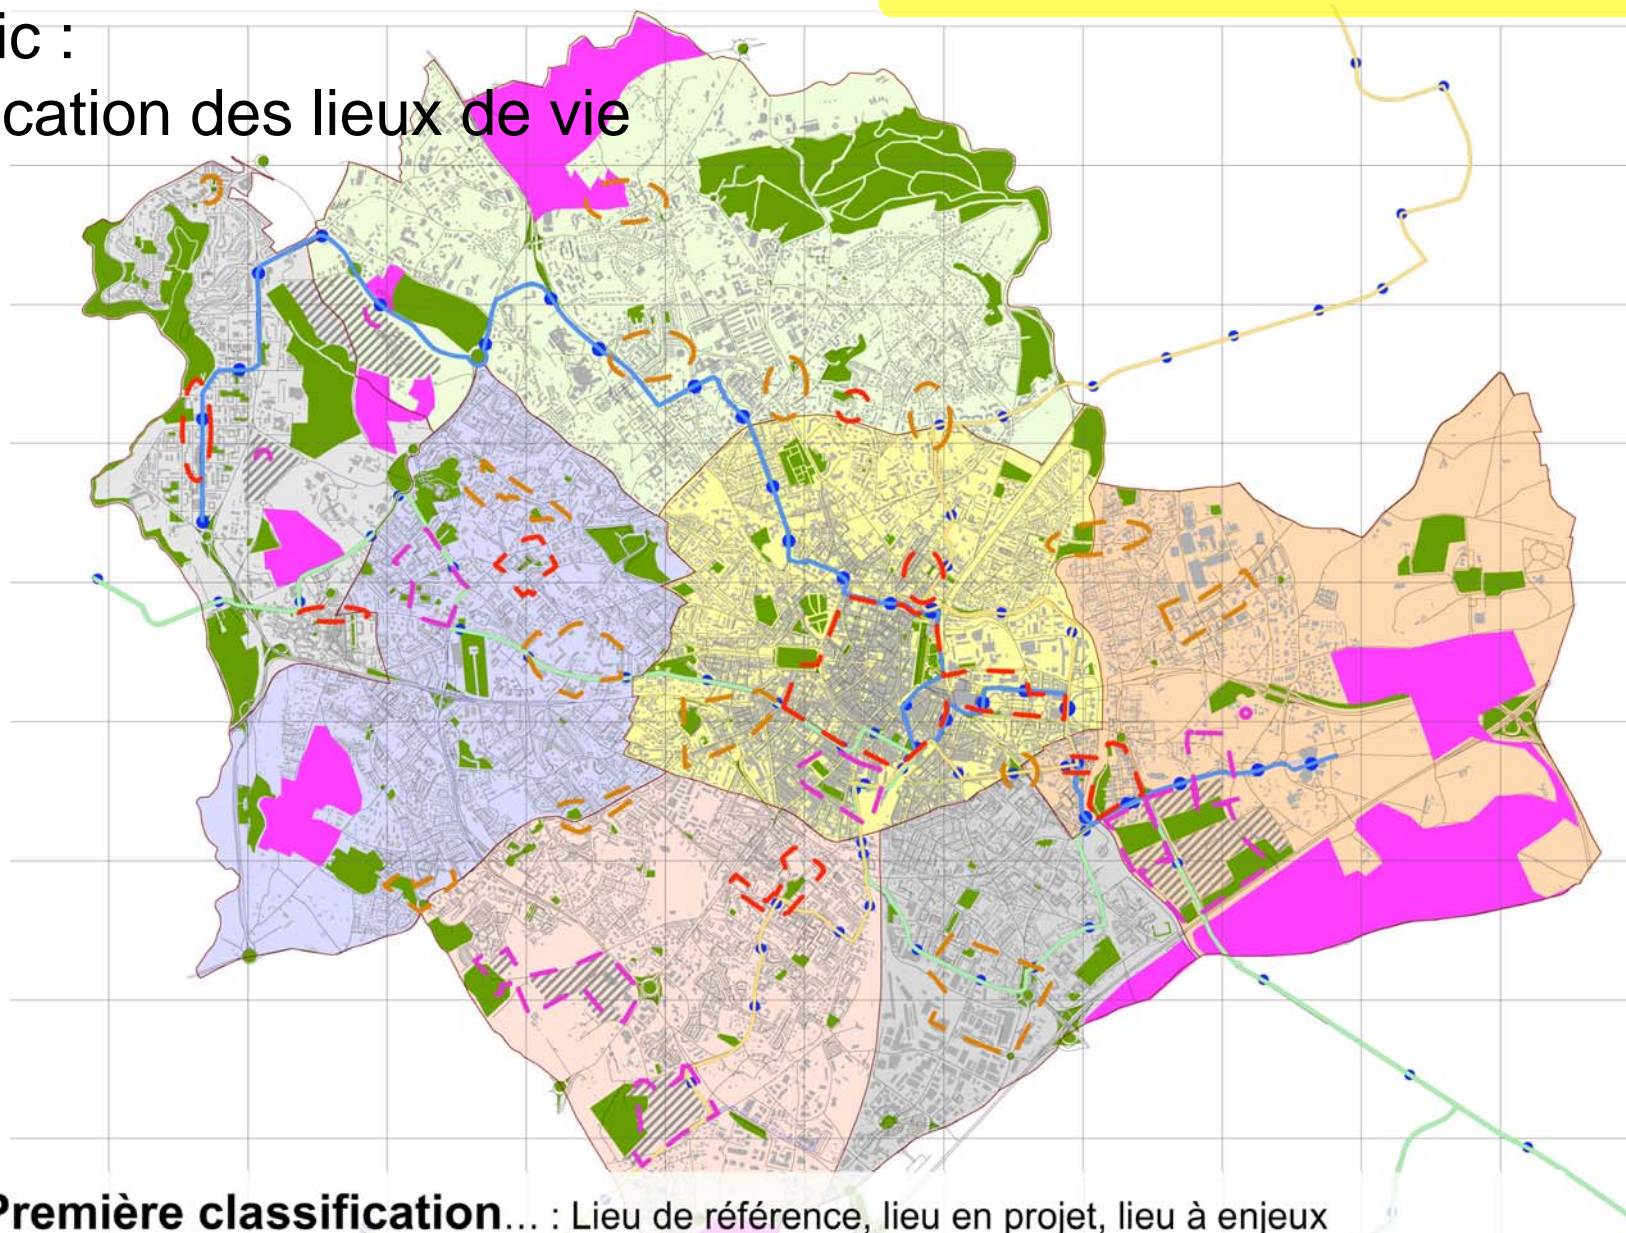 ic :
cation des lieux de vie
Première classification... : Lieu de référence, lieu en projet, lieu à enjeux